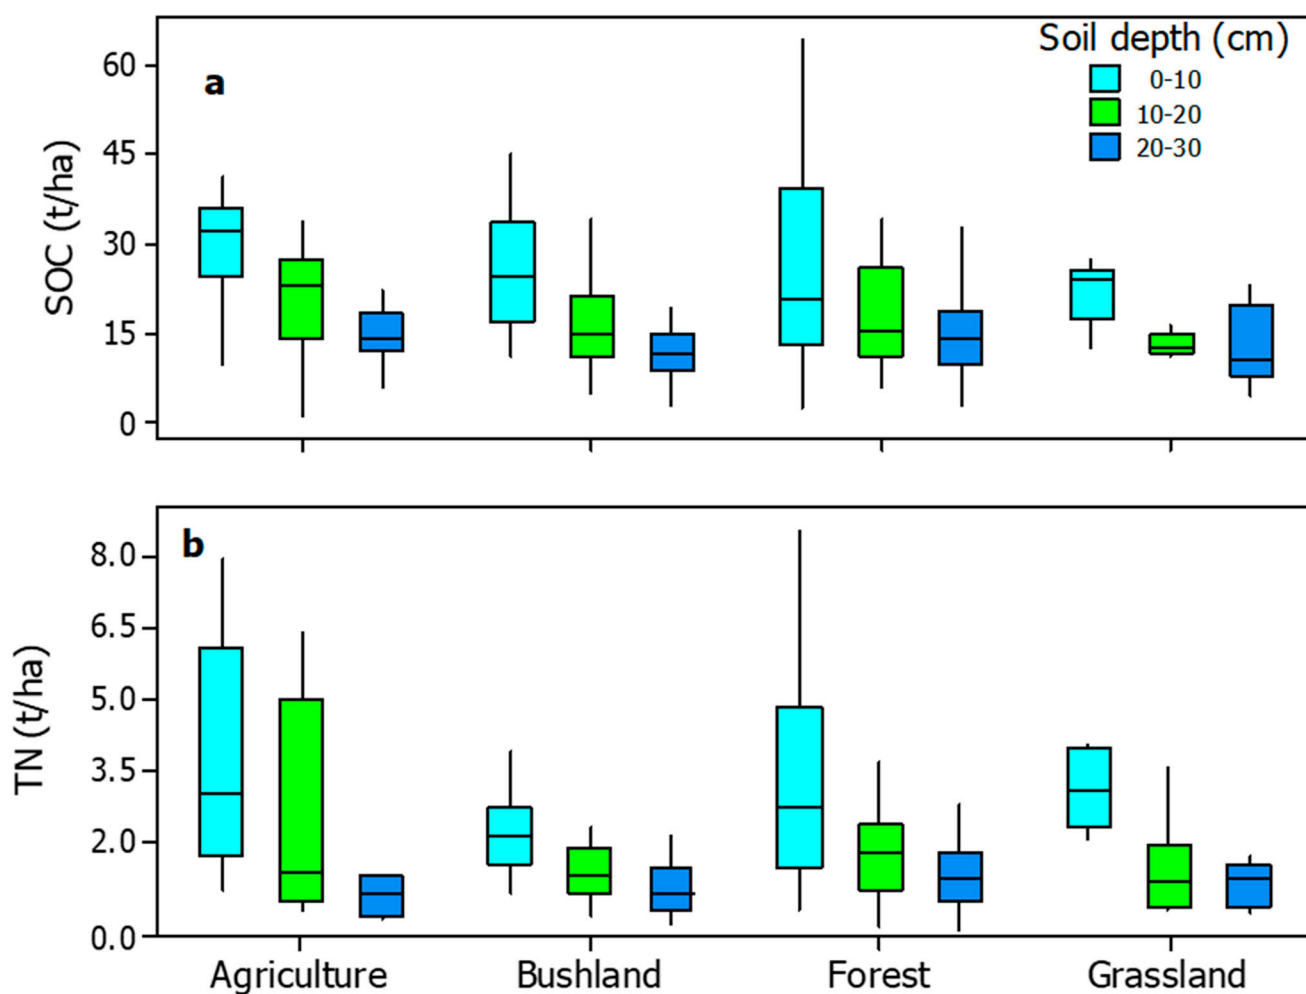 Soil depth (cm)
0-10
10-20
20-30
a
SOC (t/ha)
60
45
30
15
0
b
TN (t/ha)
8.0
6.5
5.0
3.5
2.0
0.0
Agriculture Bushland Forest Grassland